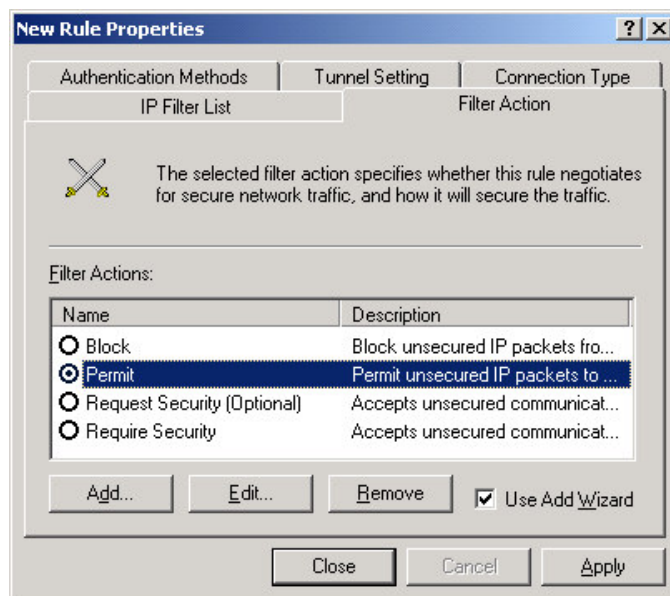 New Rule Properties
Authentication Methods Tunnel Setting Connection Type
IP Filter List Filter Action
The selected filter action specifies whether this rule negotiates
for secure network traffic, and how it will secure the traffic.
Filter Actions:
Name Description
Block Block unsecured IP packets fro...
Permit Permit unsecured IP packets to ...
Request Security (Optional) Accepts unsecured communicat...
Require Security Accepts unsecured communicat...
Add... Edit... Remove Use Add Wizard
Close Cancel Apply